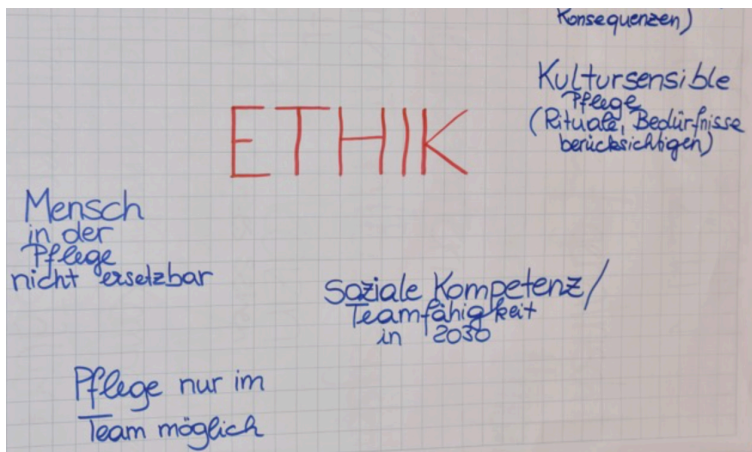 Konsequenzen)
Kultursensible
Pflege
(Rituale, Bedürfnisse
berücksichtigen)
ETHIK
Mensch
in der
Pflege
nicht ersetzbar
Soziale Kompetenz/
Teamfähigkeit
in 2030
Pflege nur im
Team möglich